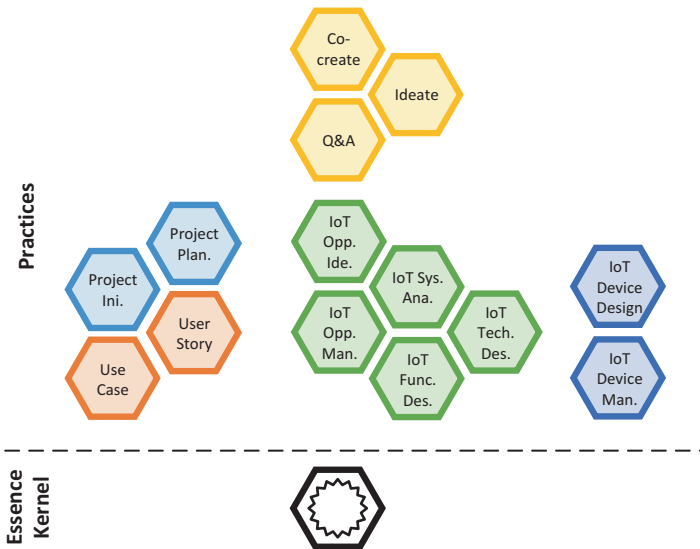 Co-
create
Ideate
Q&A
Practices
Project
Plan.
Project
Ini.
User
Story
Use
Case
IoT
Opp.
Ide.
IoT Sys.
Ana.
IoT
Opp.
Man.
IoT
Tech.
Des.
IoT
Func.
Des.
IoT
Device
Design
IoT
Device
Man.
Essence
Kernel